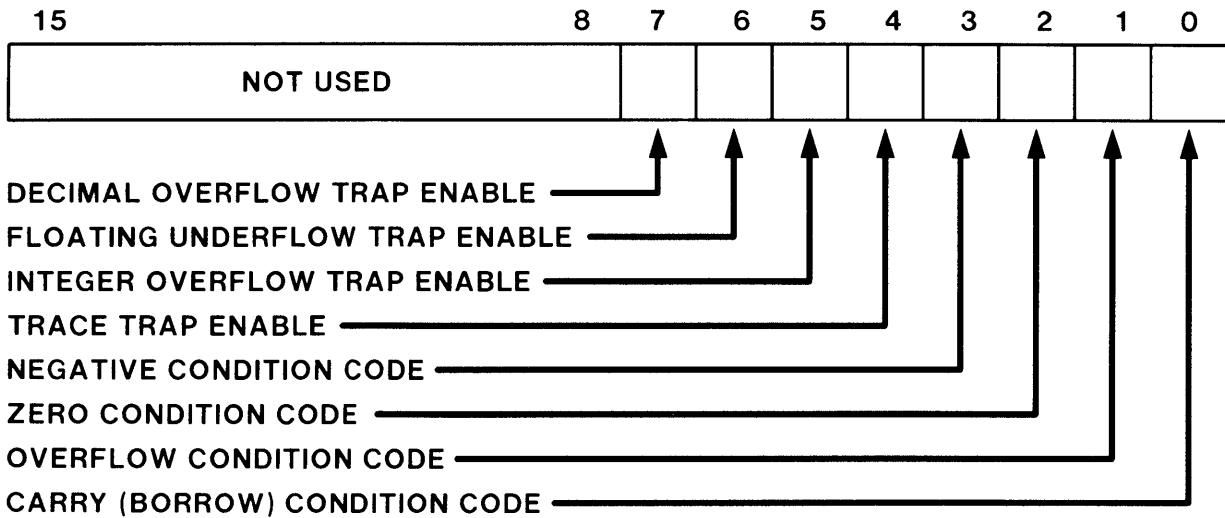 15 8 7 6 5 4 3 2 1 0
NOT USED
DECIMAL OVERFLOW TRAP ENABLE
FLOATING UNDERFLOW TRAP ENABLE
INTEGER OVERFLOW TRAP ENABLE
TRACE TRAP ENABLE
NEGATIVE CONDITION CODE
ZERO CONDITION CODE
OVERFLOW CONDITION CODE
CARRY (BORROW) CONDITION CODE